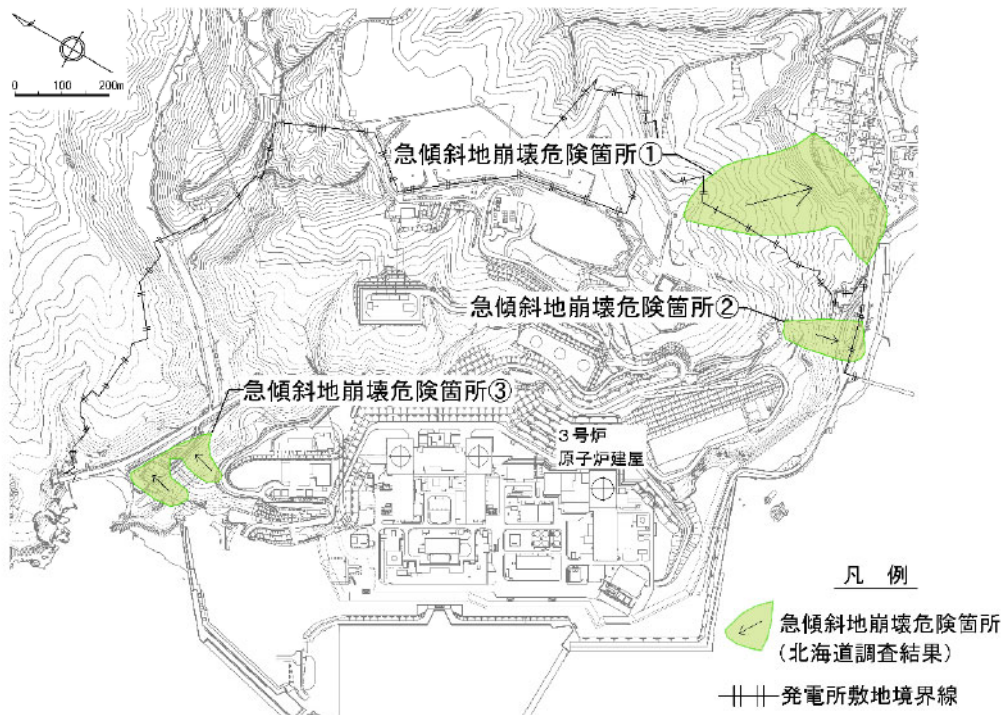 0 100 200m
急傾斜地崩壊危険箇所①
急傾斜地崩壊危険箇所②
急傾斜地崩壊危険箇所③
3号炉
原子炉建屋
凡 例
急傾斜地崩壊危険箇所
(北海道調査結果)
発電所敷地境界線